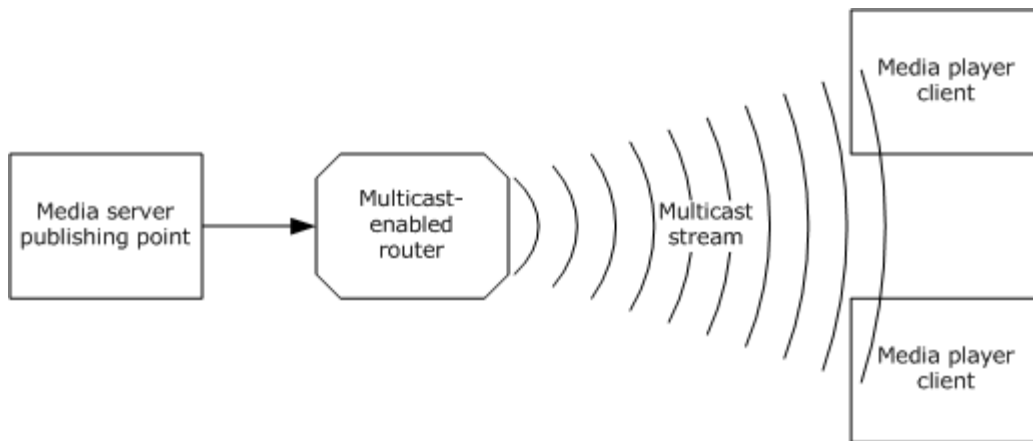 Media player
client
Media server
publishing point
Multicast-
enabled
router
Multicast
stream
Media player
client